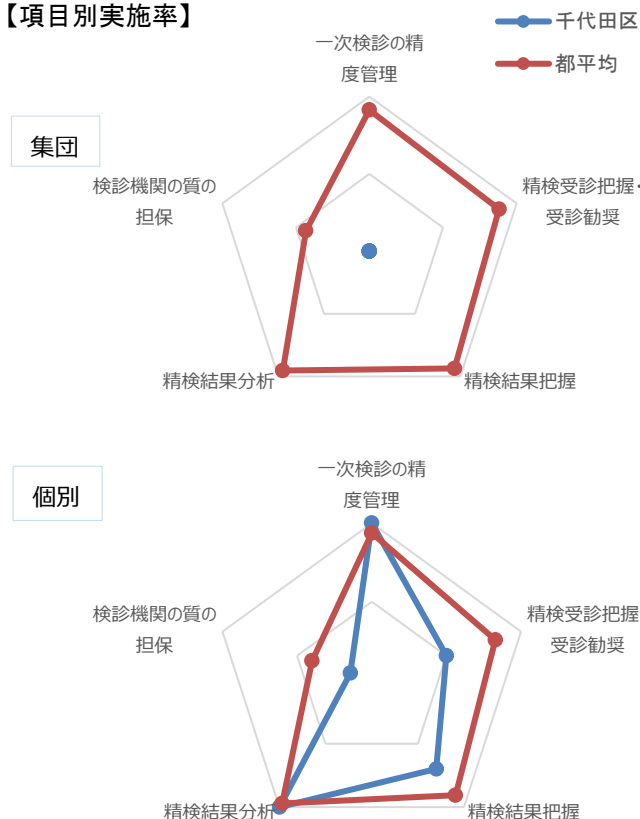 【項目別実施率】
千代田区
都平均
集団
一次検診の精
度管理
精検受診把握・
受診勧奨
精検結果把握
精検結果分析
検診機関の質の
担保
個別
一次検診の精
度管理
精検受診把握
受診勧奨
精検結果把握
精検結果分析
検診機関の質の
担保